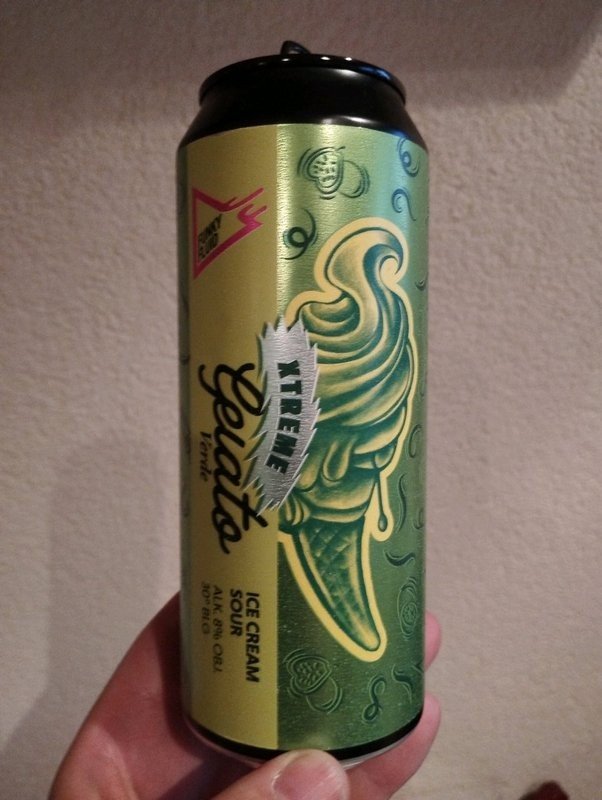 FUNKY
FLUID
XTREME
Gelato
Verde
ICE CREAM
SOUR
ALK. 8% OBJ.
30° BLG